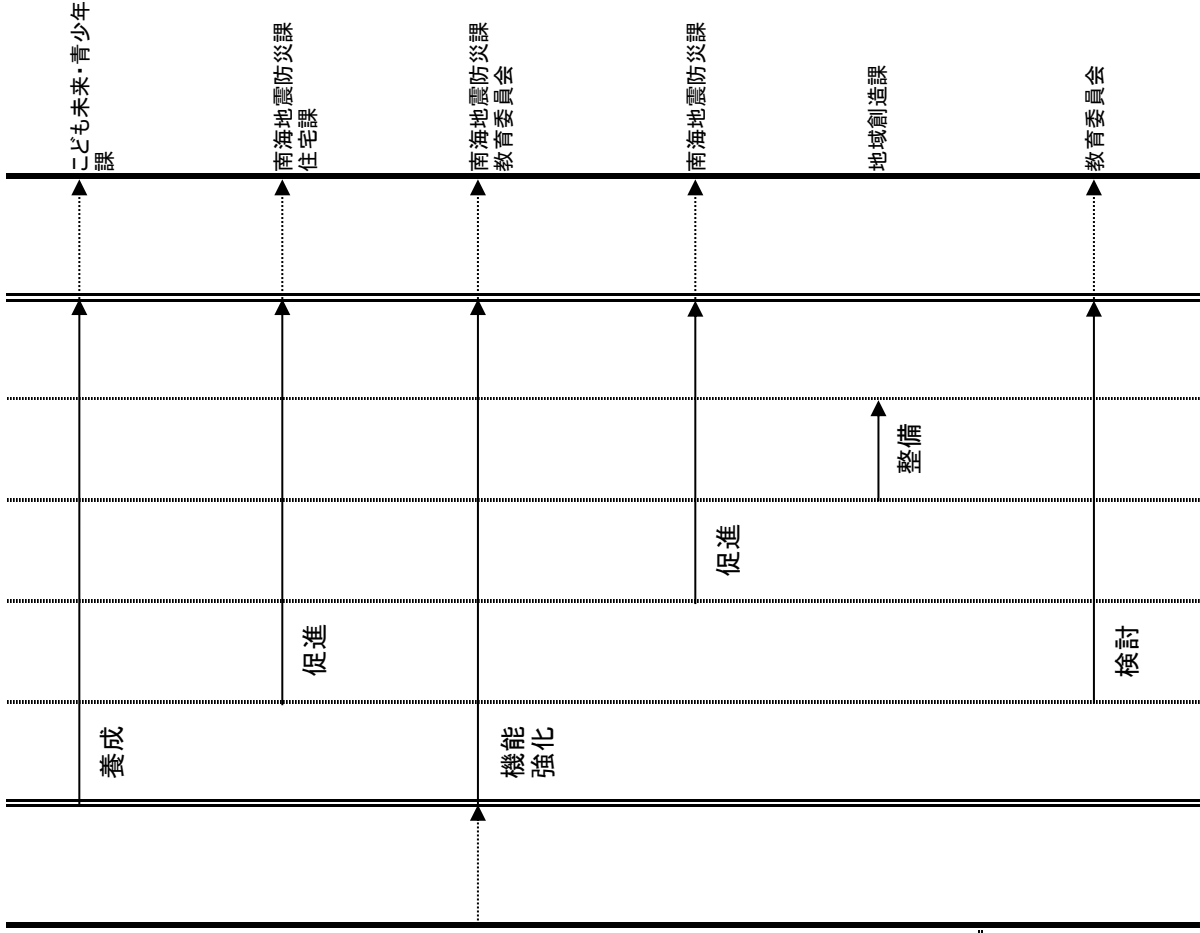 こども未来・青少年
課
養成
南海地震防災課
住宅課
促進
南海地震防災課
教育委員会
機能
強化
南海地震防災課
促進
地域創造課
整備
教育委員会
検討